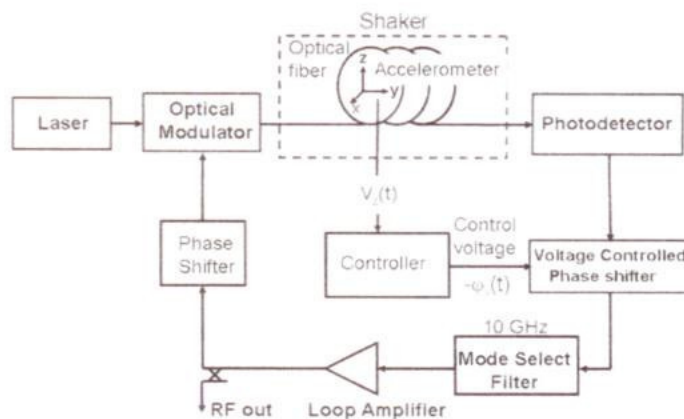 Shaker
Optical
fiber
z
Accelerometer
y
x
Laser
Optical
Modulator
Photodetector
Phase
Shifter
Controller
Control
voltage
Voltage Controlled
Phase shifter
10 GHz
Mode Select
Filter
RF out
Loop Amplifier